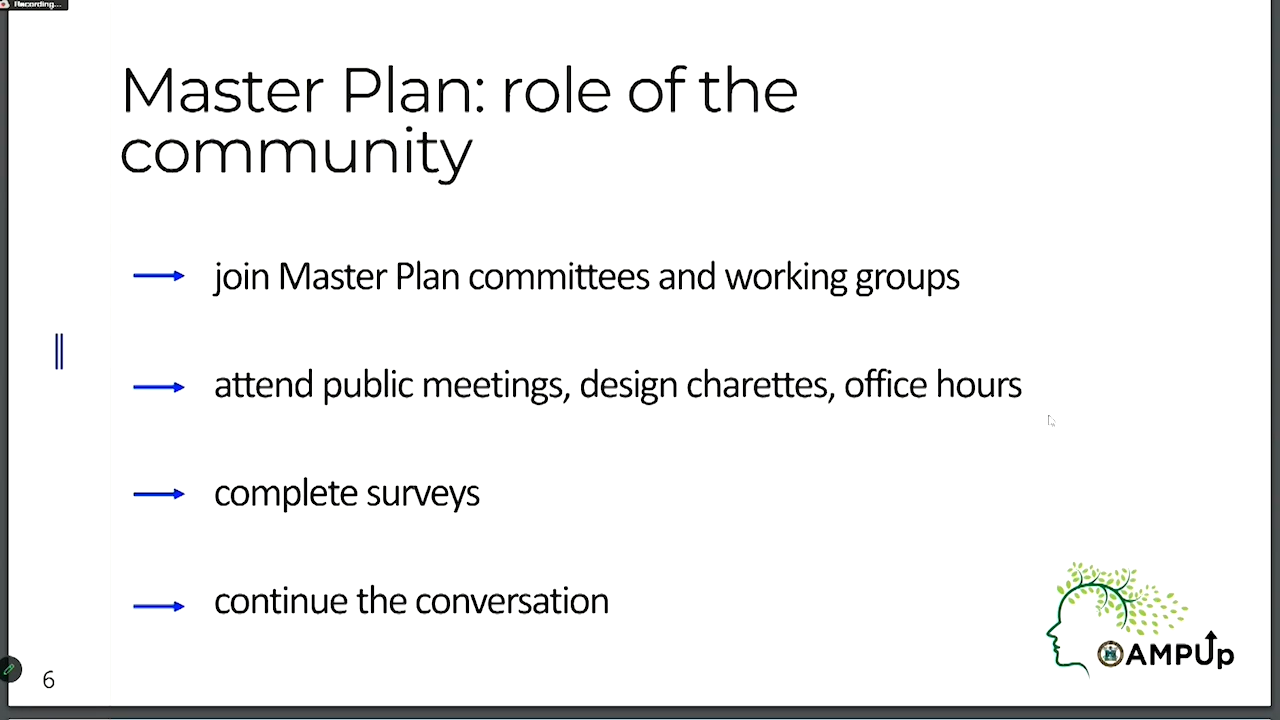 Recording...
Master Plan: role of the
community
join Master Plan committees and working groups
attend public meetings, design charettes, office hours
complete surveys
continue the conversation
AMPUp
6